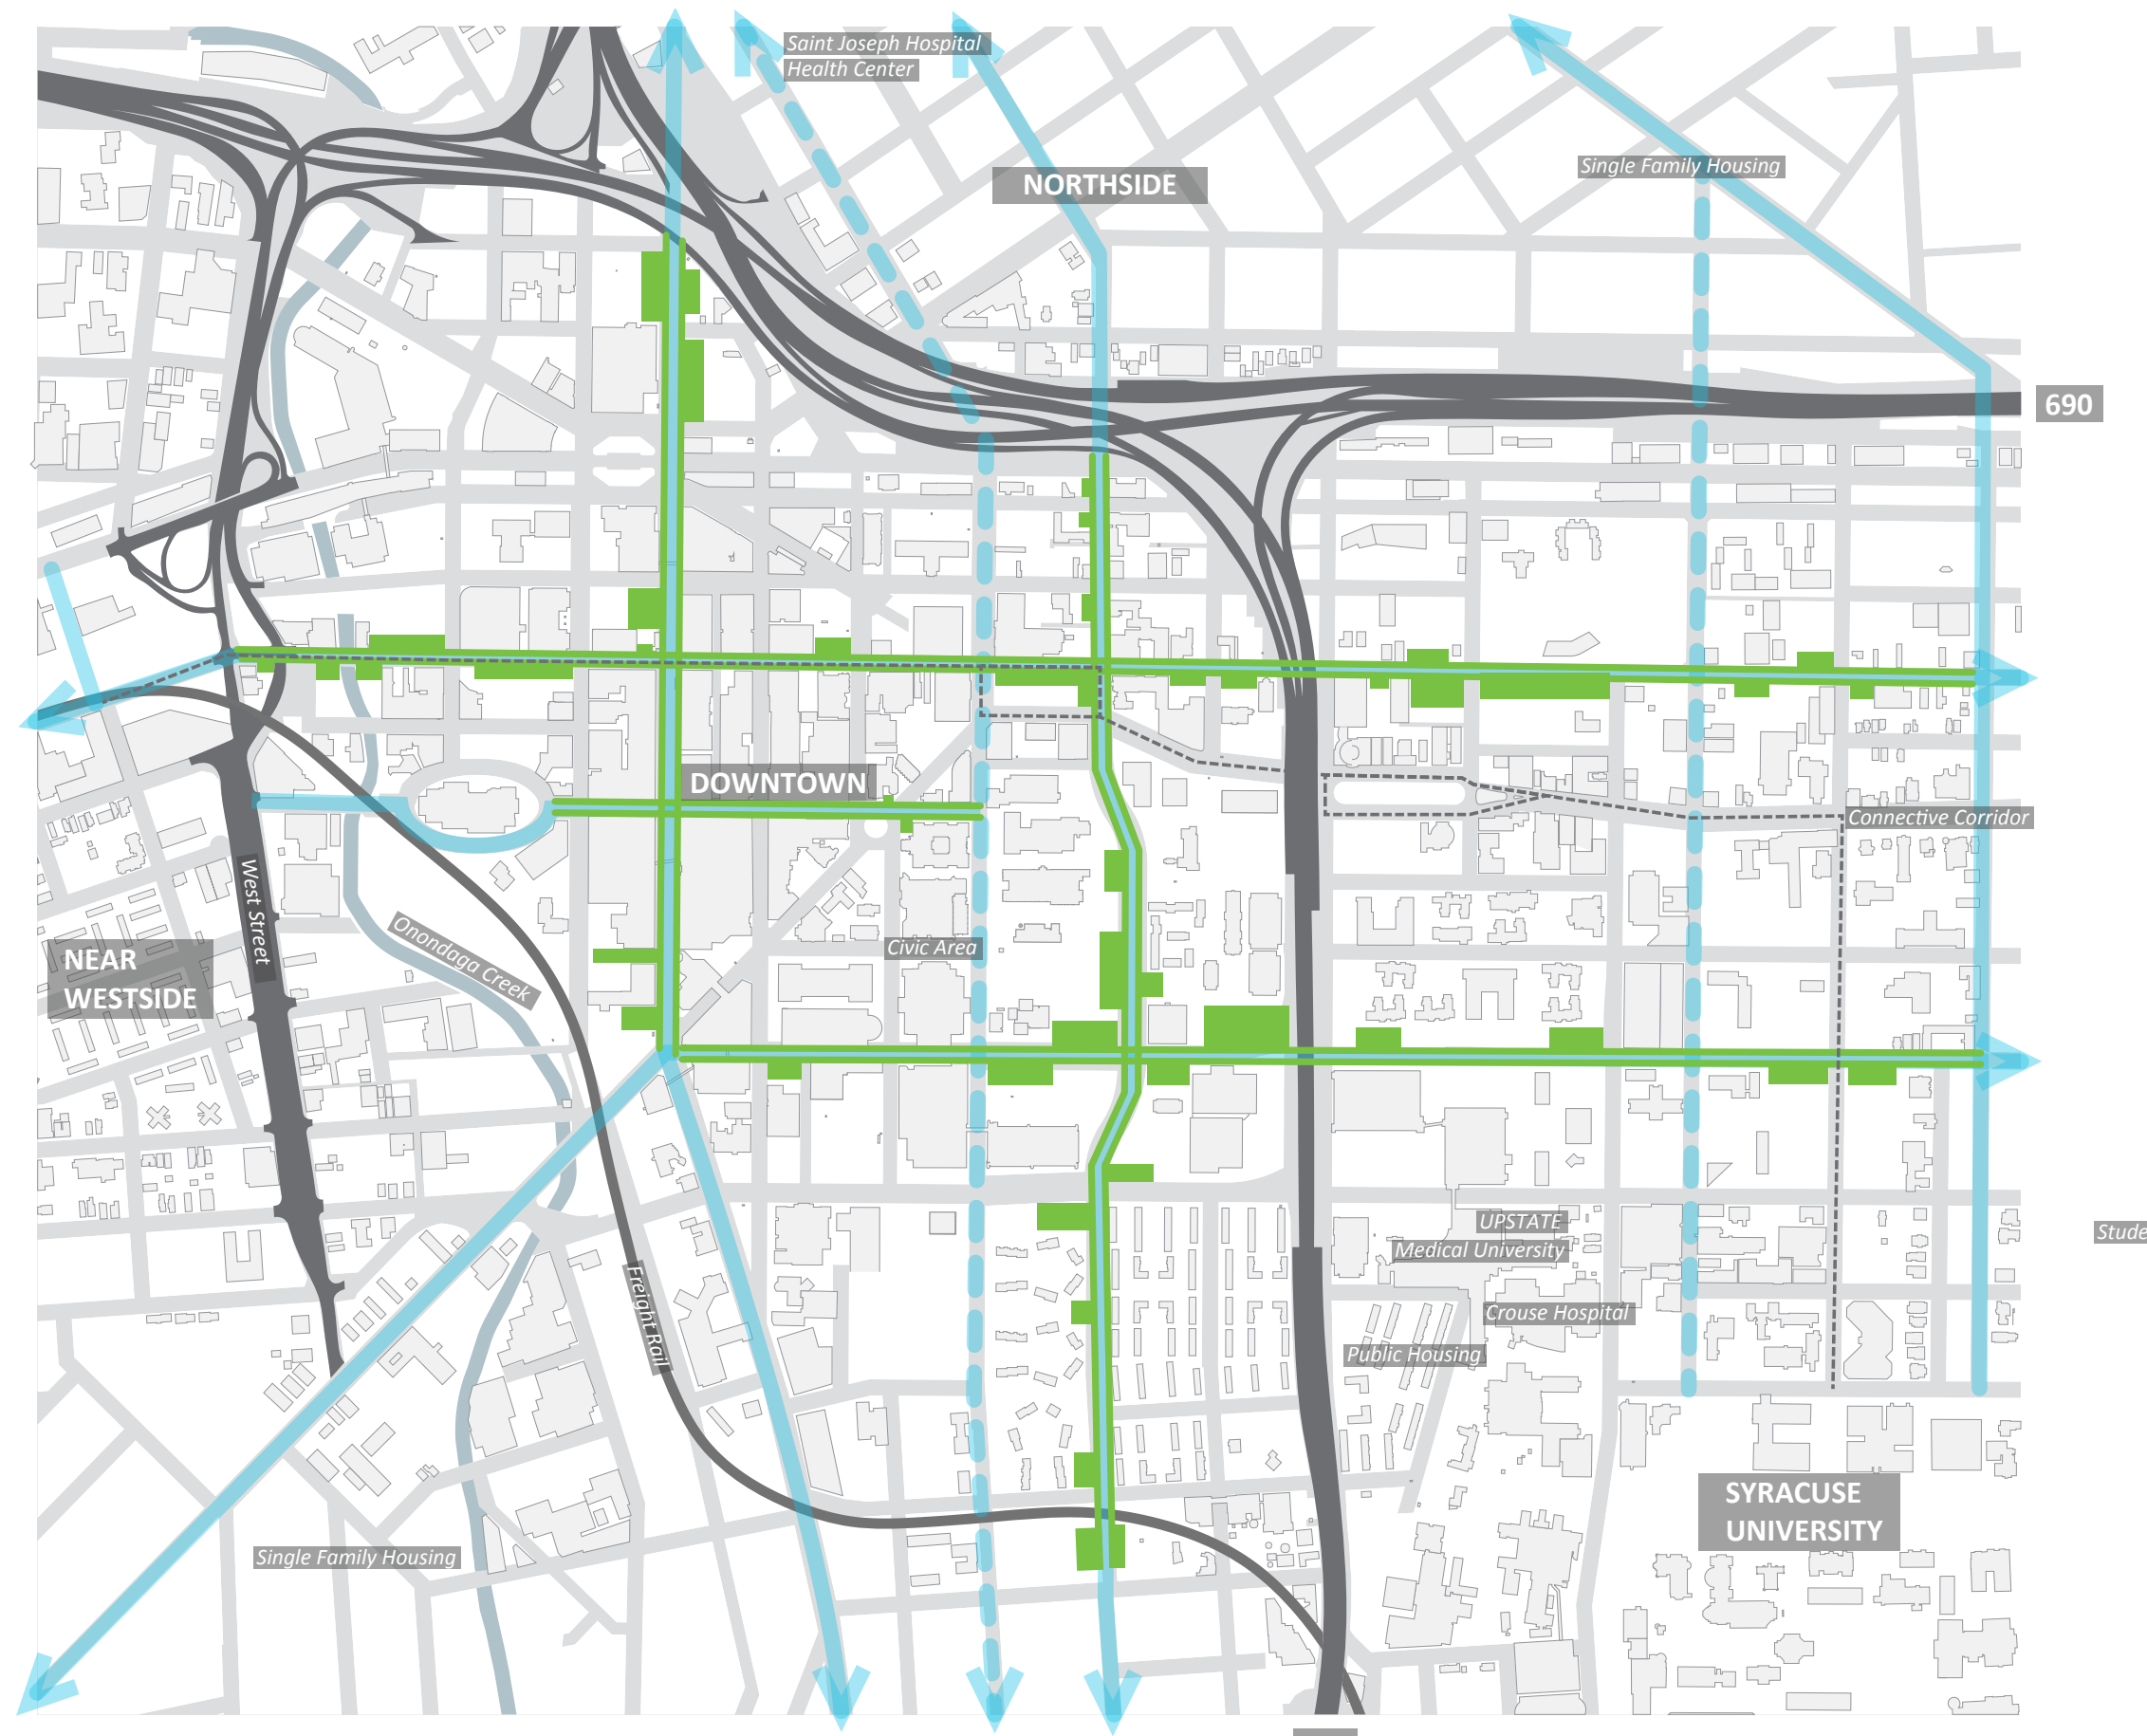 Saint Joseph Hospital
Health Center
NORTHSIDE
Single Family Housing
690
DOWNTOWN
Connective Corridor
West Street
Onondaga Creek
Civic Area
NEAR
WESTSIDE
UPSTATE
Medical University
Stude
Freight Rail
Crouse Hospital
Public Housing
SYRACUSE
UNIVERSITY
Single Family Housing